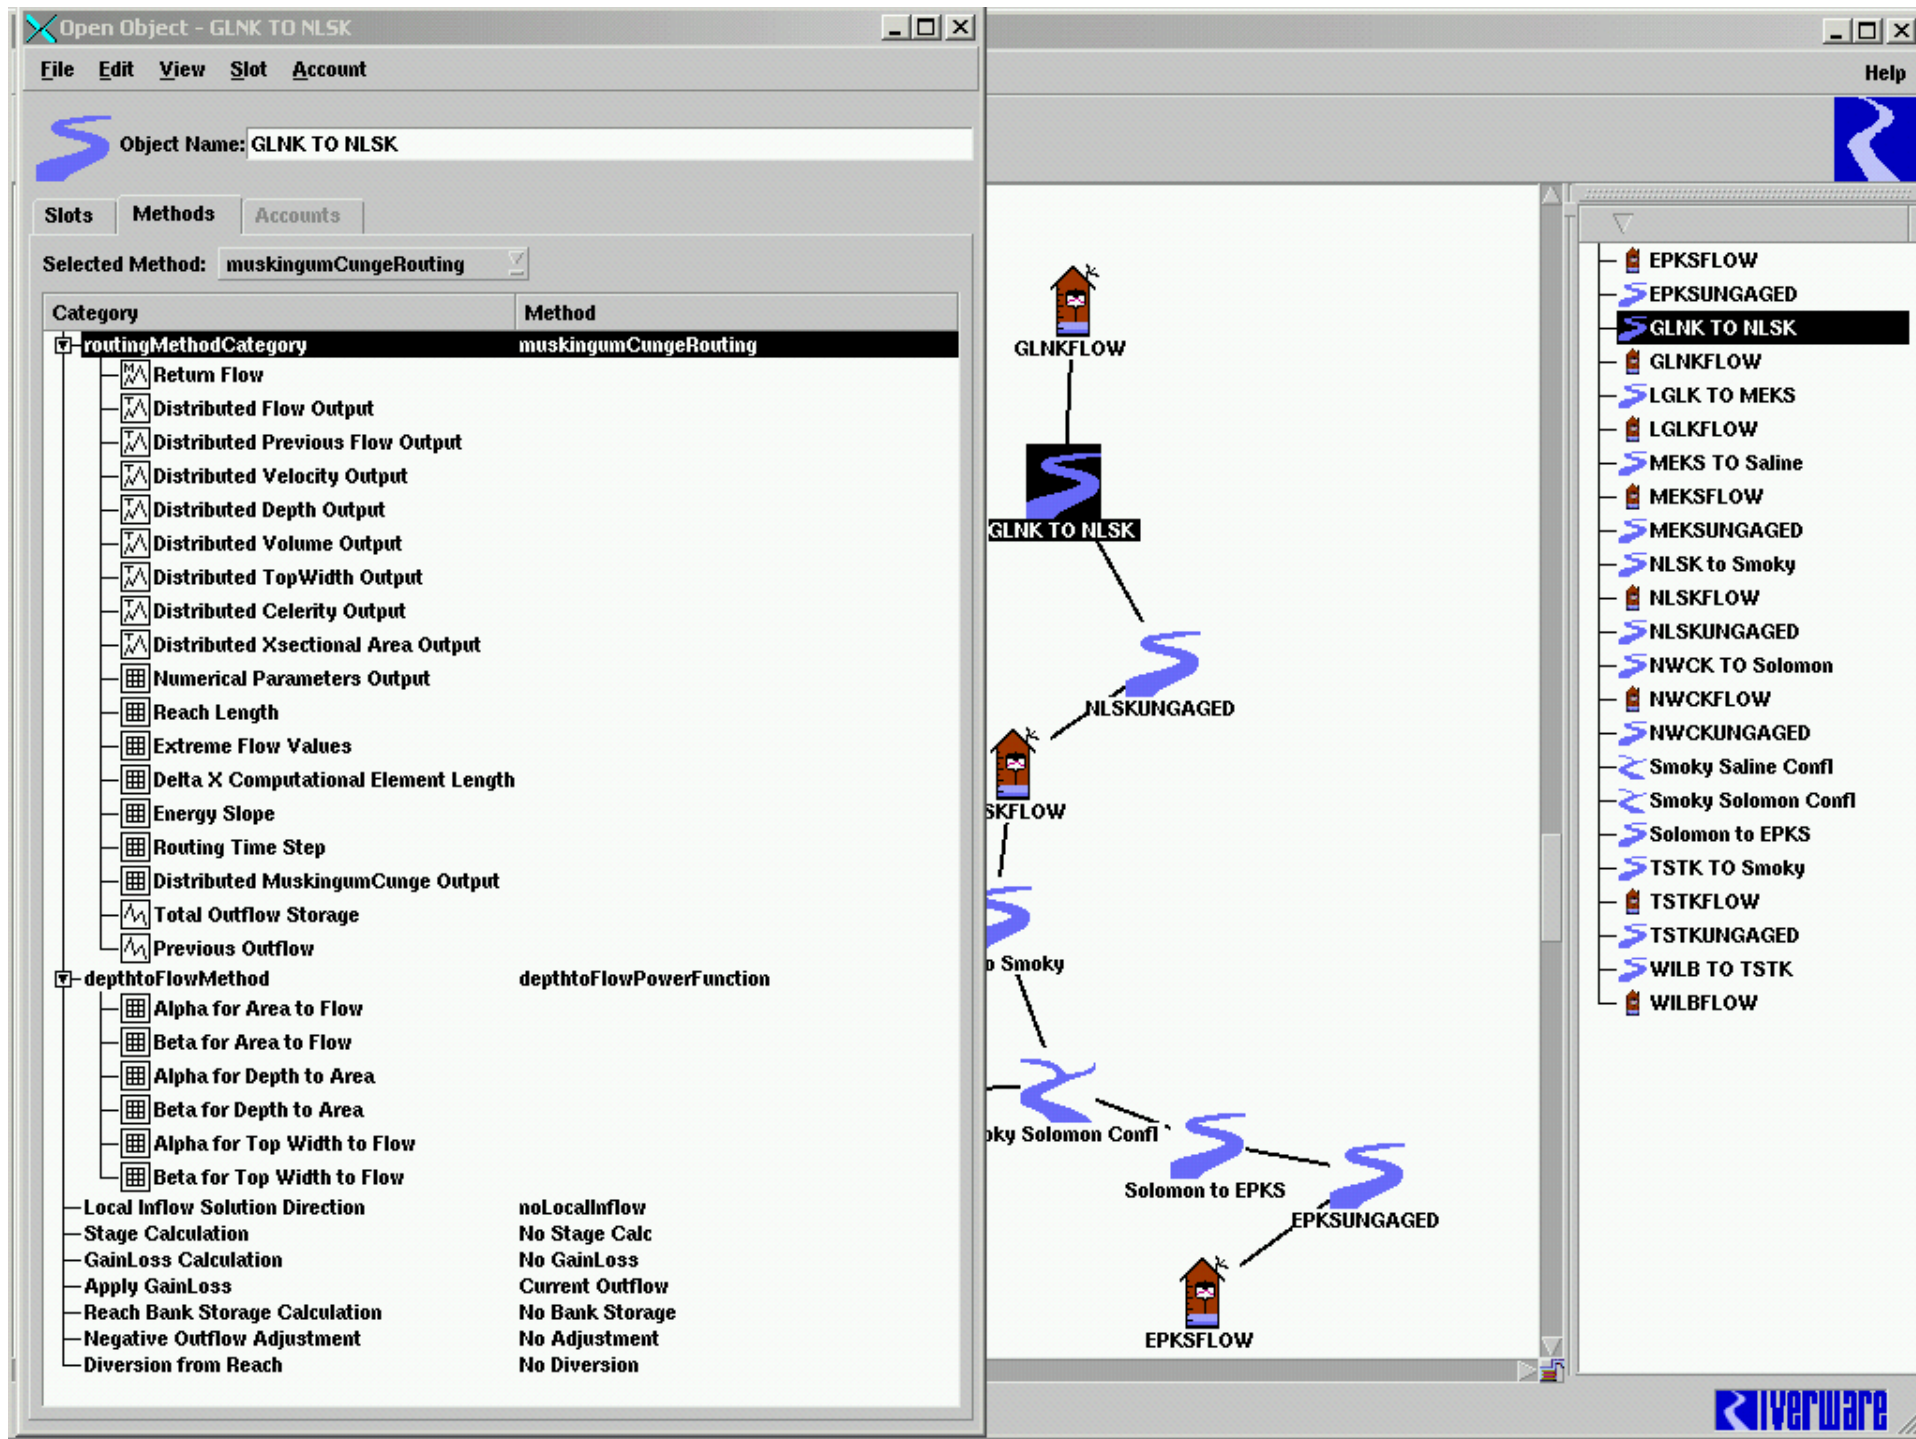 Open Object - GLNK TO NLSK
File Edit View Slot Account
Help
Object Name: GLNK TO NLSK
Slots Methods Accounts
Selected Method: muskingumCungeRouting
Category Method
routingMethodCategory muskingumCungeRouting
Return Flow
Distributed Flow Output
Distributed Previous Flow Output
Distributed Velocity Output
Distributed Depth Output
Distributed Volume Output
Distributed TopWidth Output
Distributed Celerity Output
Distributed Xsectional Area Output
Numerical Parameters Output
Reach Length
Extreme Flow Values
Delta X Computational Element Length
Energy Slope
Routing Time Step
Distributed MuskingumCunge Output
Total Outflow Storage
Previous Outflow
depthtoFlowMethod depthtoFlowPowerFunction
Alpha for Area to Flow
Beta for Area to Flow
Alpha for Depth to Area
Beta for Depth to Area
Alpha for Top Width to Flow
Beta for Top Width to Flow
Local Inflow Solution Direction noLocalInflow
Stage Calculation No Stage Calc
GainLoss Calculation No GainLoss
Apply GainLoss Current Outflow
Reach Bank Storage Calculation No Bank Storage
Negative Outflow Adjustment No Adjustment
Diversion from Reach No Diversion
GLNKFLOW
GLNK TO NLSK
NLSKUNGAGED
SKFLOW
o Smoky
oky Solomon Confl
Solomon to EPKS
EPKSUNGAGED
EPKSFLOW
EPKSFLOW
EPKSUNGAGED
GLNK TO NLSK
GLNKFLOW
LGLK TO MEKS
LGLKFLOW
MEKS TO Saline
MEKSFLOW
MEKSUNGAGED
NLSK to Smoky
NLSKFLOW
NLSKUNGAGED
NWCK TO Solomon
NWCKFLOW
NWCKUNGAGED
Smoky Saline Confl
Smoky Solomon Confl
Solomon to EPKS
TSTK TO Smoky
TSTKFLOW
TSTKUNGAGED
WILB TO TSTK
WILBFLOW
Riverware